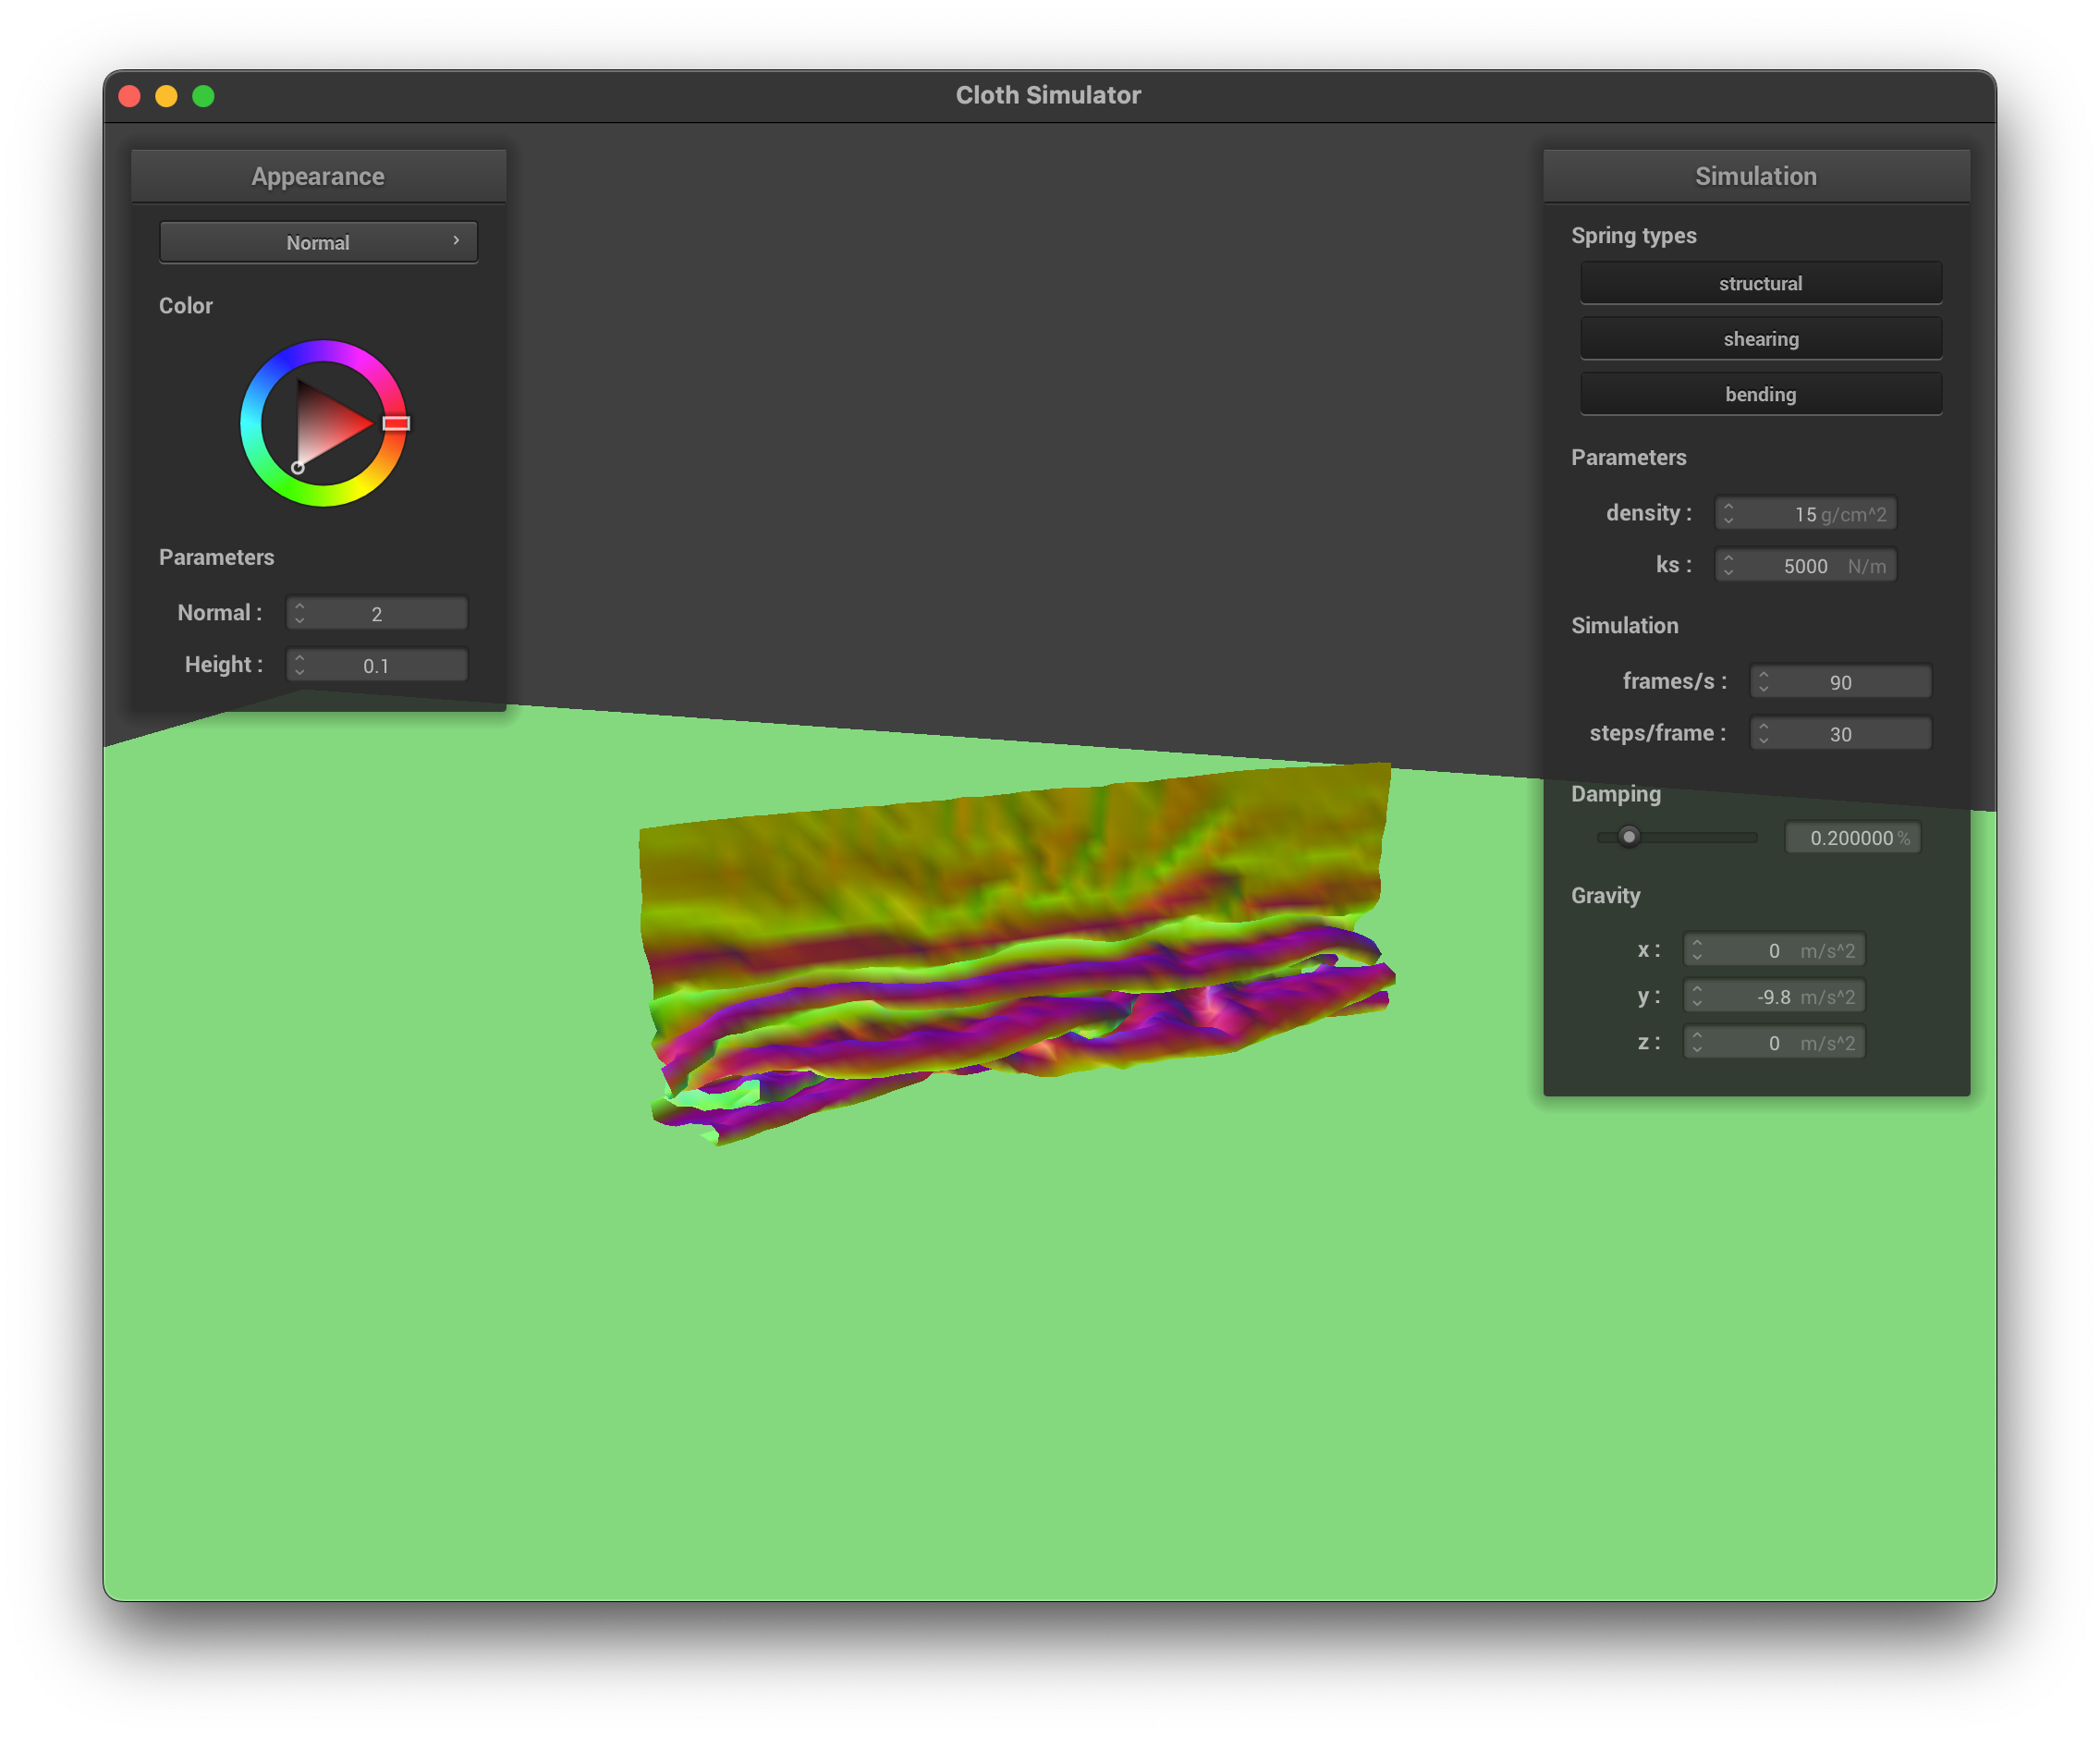 Cloth Simulator
Appearance
Normal
Color
Parameters
Normal : 2
Height : 0.1
Simulation
Spring types
structural
shearing
bending
Parameters
density : 15 g/cm^2
ks : 5000 N/m
Simulation
frames/s : 90
steps/frame : 30
Damping
0.200000 %
Gravity
x : 0 m/s^2
y : -9.8 m/s^2
z : 0 m/s^2